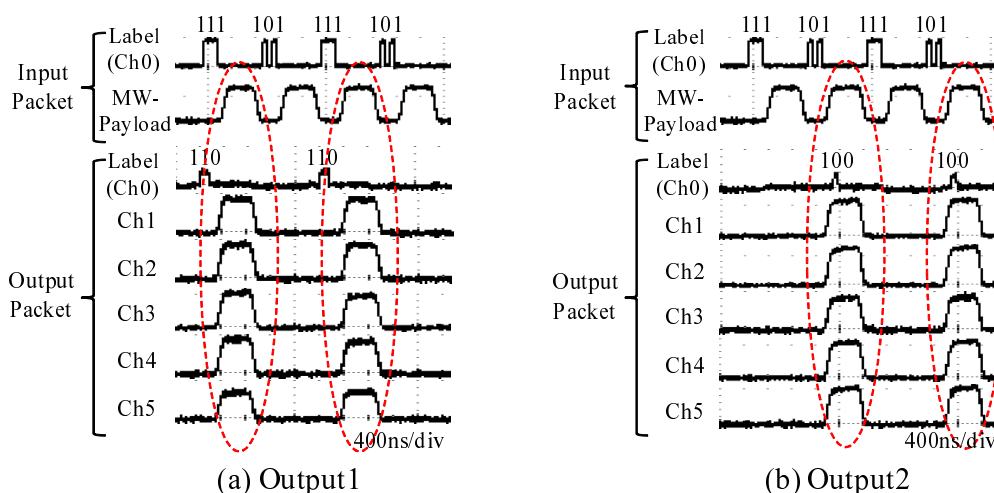 111 101 111 101
Label
(Ch0)
Input
Packet
MW-
Payload
Label
(Ch0)
110 110
Ch1
Ch2
Output
Packet
Ch3
Ch4
Ch5
400ns/div
(a) Output1
111 101 111 101
Label
(Ch0)
Input
Packet
MW-
Payload
Label
(Ch0)
100 100
Ch1
Ch2
Output
Packet
Ch3
Ch4
Ch5
400ns/div
(b) Output2